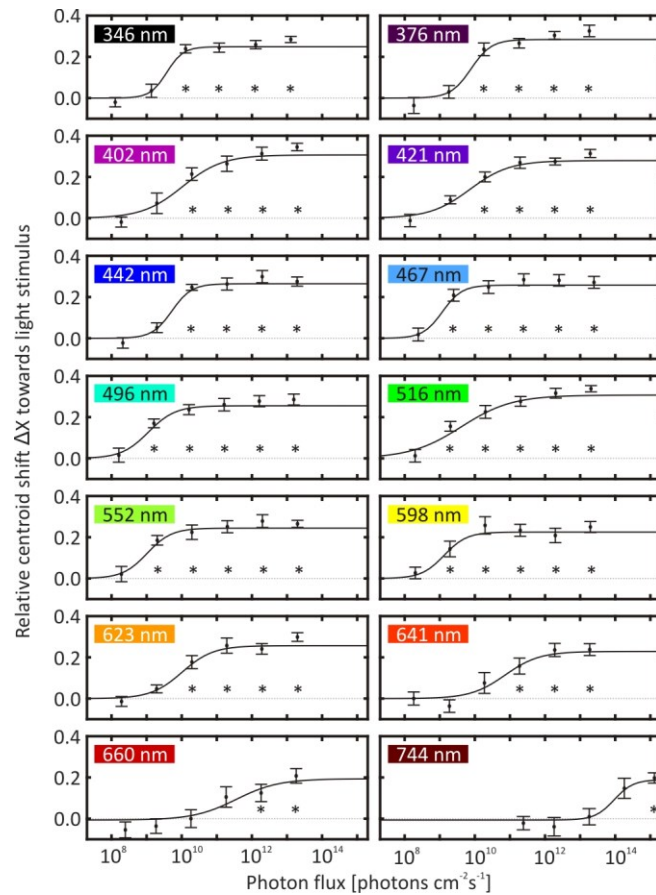 Relative centroid shift ΔX towards light stimulus
0.4
0.2
0.0
346 nm
* * * *
376 nm
* * * *
0.4
0.2
0.0
402 nm
* * * *
421 nm
* * * *
0.4
0.2
0.0
442 nm
* * * *
467 nm
* * * * *
0.4
0.2
0.0
496 nm
* * * * *
516 nm
* * * * *
0.4
0.2
0.0
552 nm
* * * * *
598 nm
* * * * *
0.4
0.2
0.0
623 nm
* * * *
641 nm
* * *
0.4
0.2
0.0
660 nm
* *
744 nm
*
10⁸ 10¹⁰ 10¹² 10¹⁴ 10⁸ 10¹⁰ 10¹² 10¹⁴
Photon flux [photons cm⁻²s⁻¹]